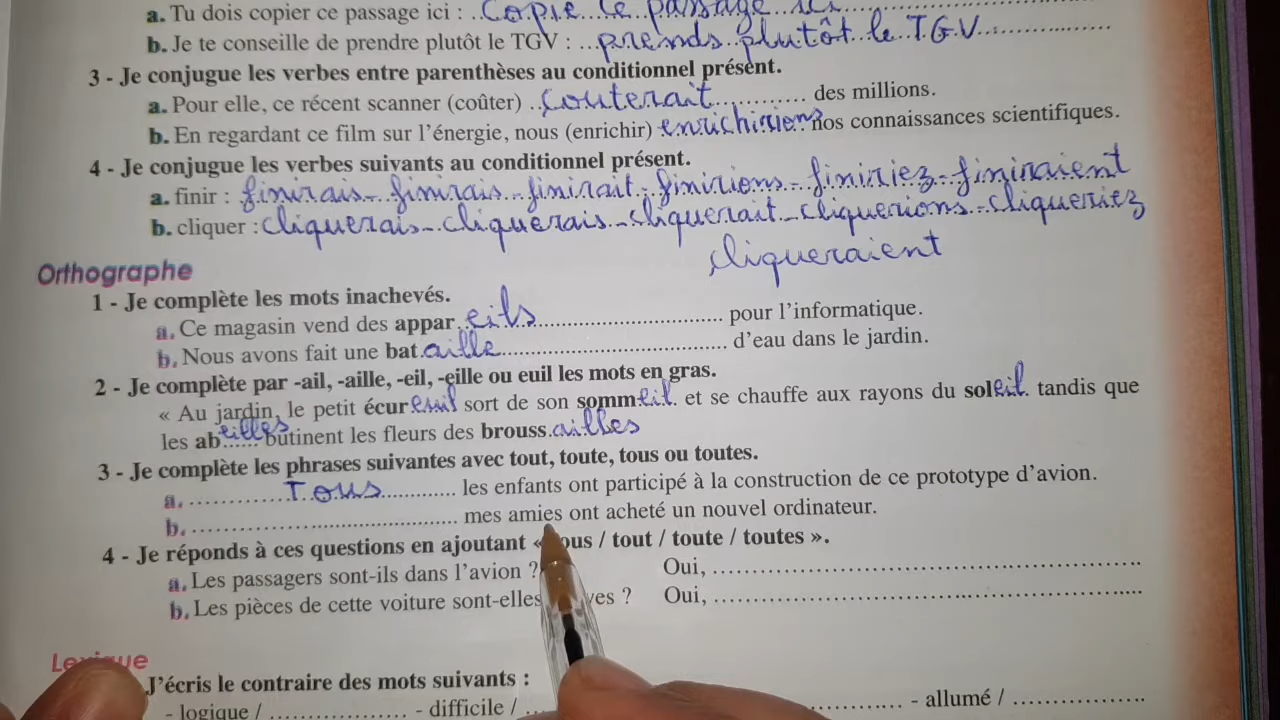 a. Tu dois copier ce passage ici : ..copie ce passage ici
b. Je te conseille de prendre plutôt le TGV : ...prends plutôt le TGV...............
3 - Je conjugue les verbes entre parenthèses au conditionnel présent.
a. Pour elle, ce récent scanner (coûter) ..couterait............ des millions.
b. En regardant ce film sur l'énergie, nous (enrichir) enrichirions.. nos connaissances scientifiques.
4 - Je conjugue les verbes suivants au conditionnel présent.
a. finir : finirais - finirais - finirait - finirions - finiriez - finiraient
b. cliquer : cliquerais - cliquerais - cliquerait - cliquerions - cliqueriez
cliqueraient
Orthographe
1 - Je complète les mots inachevés.
a. Ce magasin vend des appar..eils.............................. pour l'informatique.
b. Nous avons fait une bat.aille.................................... d'eau dans le jardin.
2 - Je complète par -ail, -aille, -eil, -eille ou euil les mots en gras.
« Au jardin, le petit écureuil sort de son sommeil. et se chauffe aux rayons du soleil. tandis que
les abeilles...... butinent les fleurs des brouss.ailles
3 - Je complète les phrases suivantes avec tout, toute, tous ou toutes.
a. ...............Tous............ les enfants ont participé à la construction de ce prototype d'avion.
b. .......................................... mes amies ont acheté un nouvel ordinateur.
4 - Je réponds à ces questions en ajoutant « tous / tout / toute / toutes ».
a. Les passagers sont-ils dans l'avion ? Oui, ......................................................
b. Les pièces de cette voiture sont-elles ? Oui, ......................................................
Lexique
J'écris le contraire des mots suivants :
- logique / .................... - difficile / .................... - allumé / ....................